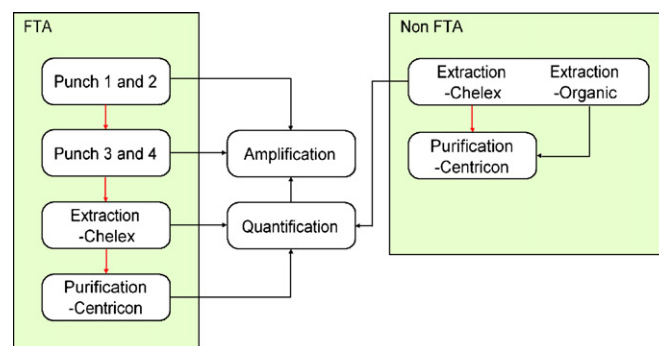 FTA
Punch 1 and 2
Punch 3 and 4
Extraction
-Chelex
Purification
-Centricon
Amplification
Quantification
Non FTA
Extraction
-Chelex
Extraction
-Organic
Purification
-Centricon